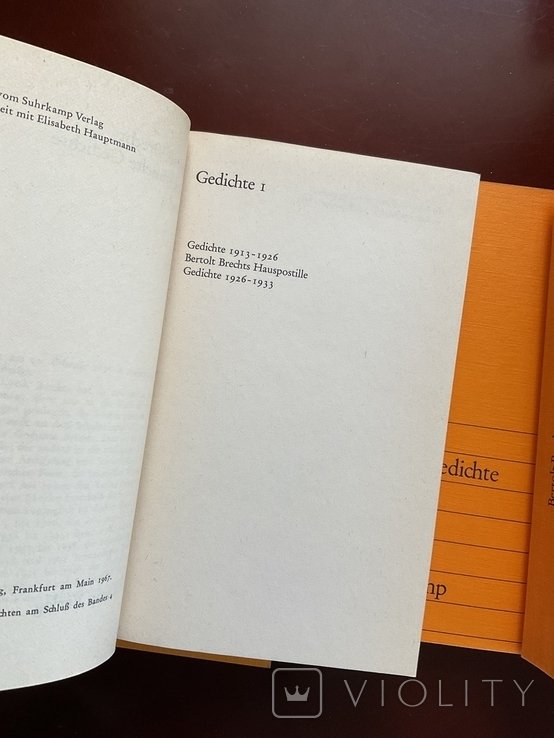 vom Suhrkamp Verlag
eit mit Elisabeth Hauptmann
g, Frankfurt am Main 1967.
chten am Schluß des Bandes 4
Gedichte 1
Gedichte 1913-1926
Bertolt Brechts Hauspostille
Gedichte 1926-1933
edichte
mp
VIOLITY